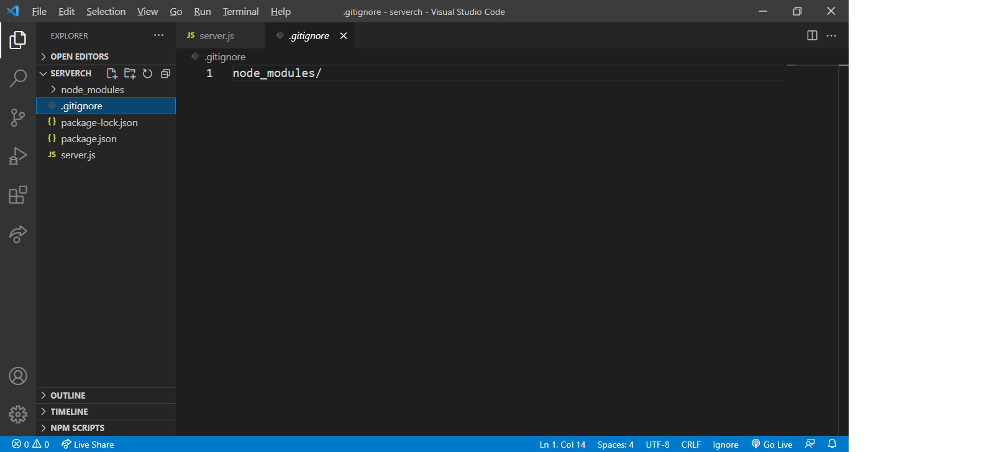 File Edit Selection View Go Run Terminal Help .gitignore - serverch - Visual Studio Code
EXPLORER
JS server.js .gitignore
OPEN EDITORS
.gitignore
SERVERCH
1 node_modules/
node_modules
.gitignore
{} package-lock.json
{} package.json
JS server.js
OUTLINE
TIMELINE
NPM SCRIPTS
0 0 Live Share Ln 1, Col 14 Spaces: 4 UTF-8 CRLF Ignore Go Live